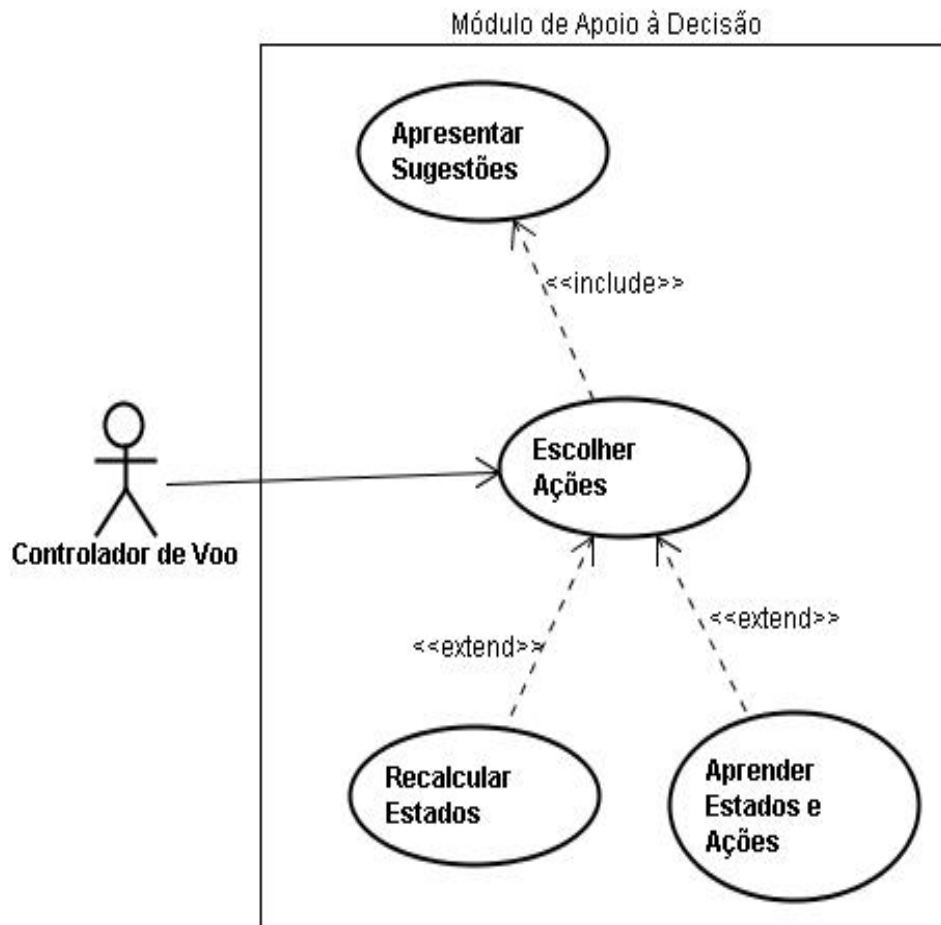 Módulo de Apoio à Decisão
Apresentar
Sugestões
<<include>>
Escolher
Ações
Controlador de Voo
<<extend>>
<<extend>>
Recalcular
Estados
Aprender
Estados e
Ações